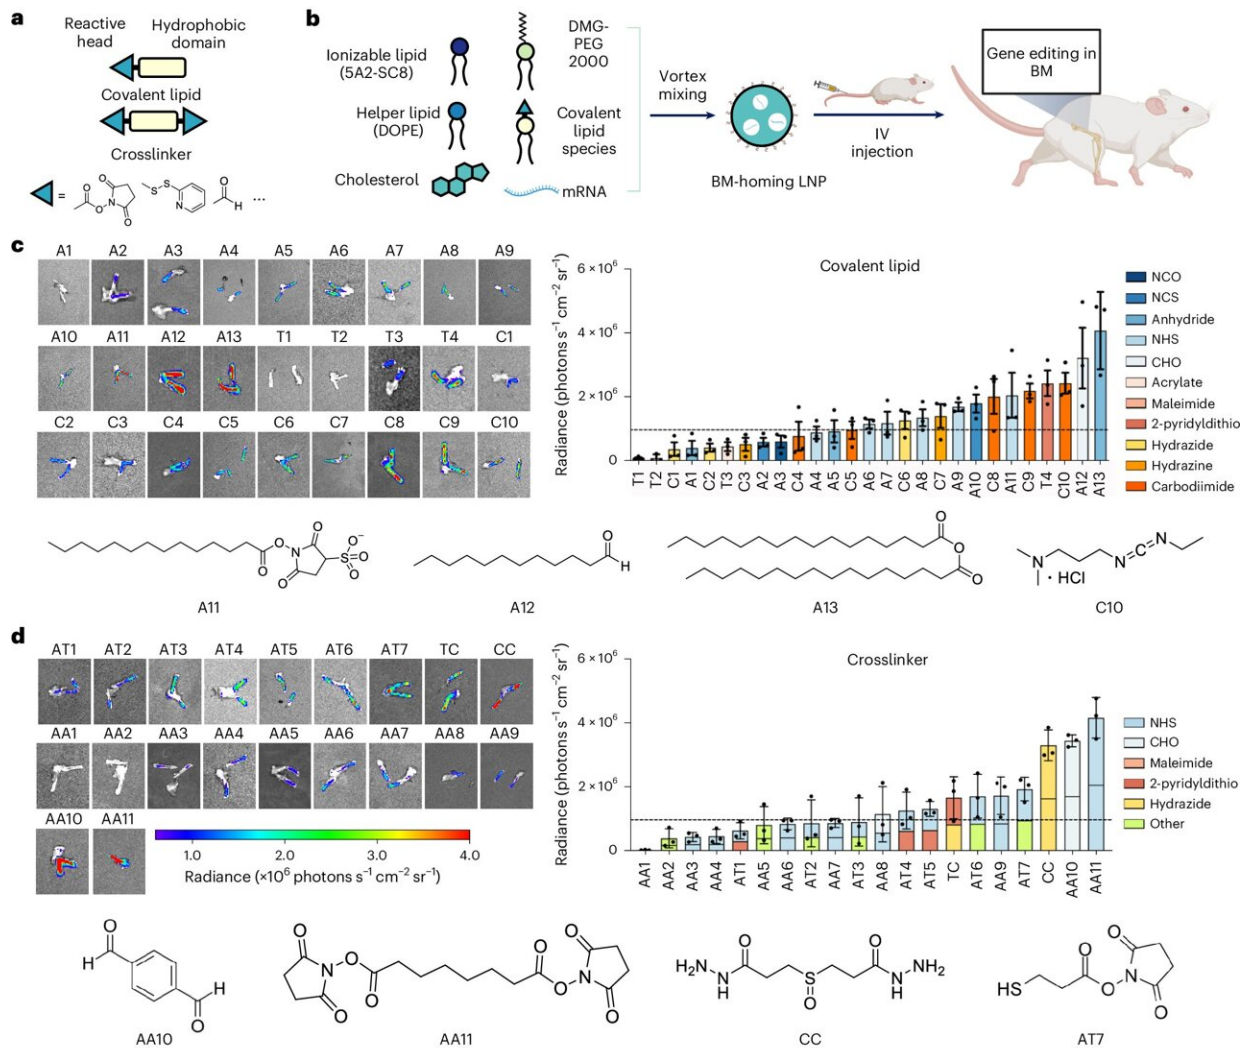 a
Reactive head
Hydrophobic domain
Covalent lipid
Crosslinker
=
O
O
O
N
O
S
S
N
O
H
...
b
Ionizable lipid (5A2-SC8)
DMG-PEG 2000
Helper lipid (DOPE)
Covalent lipid species
Cholesterol
mRNA
Vortex mixing
BM-homing LNP
IV injection
Gene editing in BM
c
A1 A2 A3 A4 A5 A6 A7 A8 A9
A10 A11 A12 A13 T1 T2 T3 T4 C1
C2 C3 C4 C5 C6 C7 C8 C9 C10
Radiance (photons s⁻¹ cm⁻² sr⁻¹)
6 × 10⁶
4 × 10⁶
2 × 10⁶
0
Covalent lipid
T1 T2 C1 A1 C2 T3 C3 A2 A3 C4 A4 A5 C5 A6 A7 C6 A8 C7 A9 A10 C8 A11 C9 T4 C10 A12 A13
NCO
NCS
Anhydride
NHS
CHO
Acrylate
Maleimide
2-pyridyldithio
Hydrazide
Hydrazine
Carbodiimide
O
O
O
N
O
O
S
O
O⁻
A11
O
H
A12
O
O
O
A13
N
· HCl
N
C
N
C10
d
AT1 AT2 AT3 AT4 AT5 AT6 AT7 TC CC
AA1 AA2 AA3 AA4 AA5 AA6 AA7 AA8 AA9
AA10 AA11
1.0 2.0 3.0 4.0
Radiance (×10⁶ photons s⁻¹ cm⁻² sr⁻¹)
Radiance (photons s⁻¹ cm⁻² sr⁻¹)
6 × 10⁶
4 × 10⁶
2 × 10⁶
0
Crosslinker
AA1 AA2 AA3 AA4 AT1 AA5 AA6 AT2 AA7 AT3 AA8 AT4 AT5 TC AT6 AA9 AT7 CC AA10 AA11
NHS
CHO
Maleimide
2-pyridyldithio
Hydrazide
Other
O
H
H
O
AA10
O
N
O
O
O
O
O
O
N
O
AA11
H₂N
N
H
O
S
O
O
N
H
NH₂
CC
HS
O
O
N
O
O
AT7